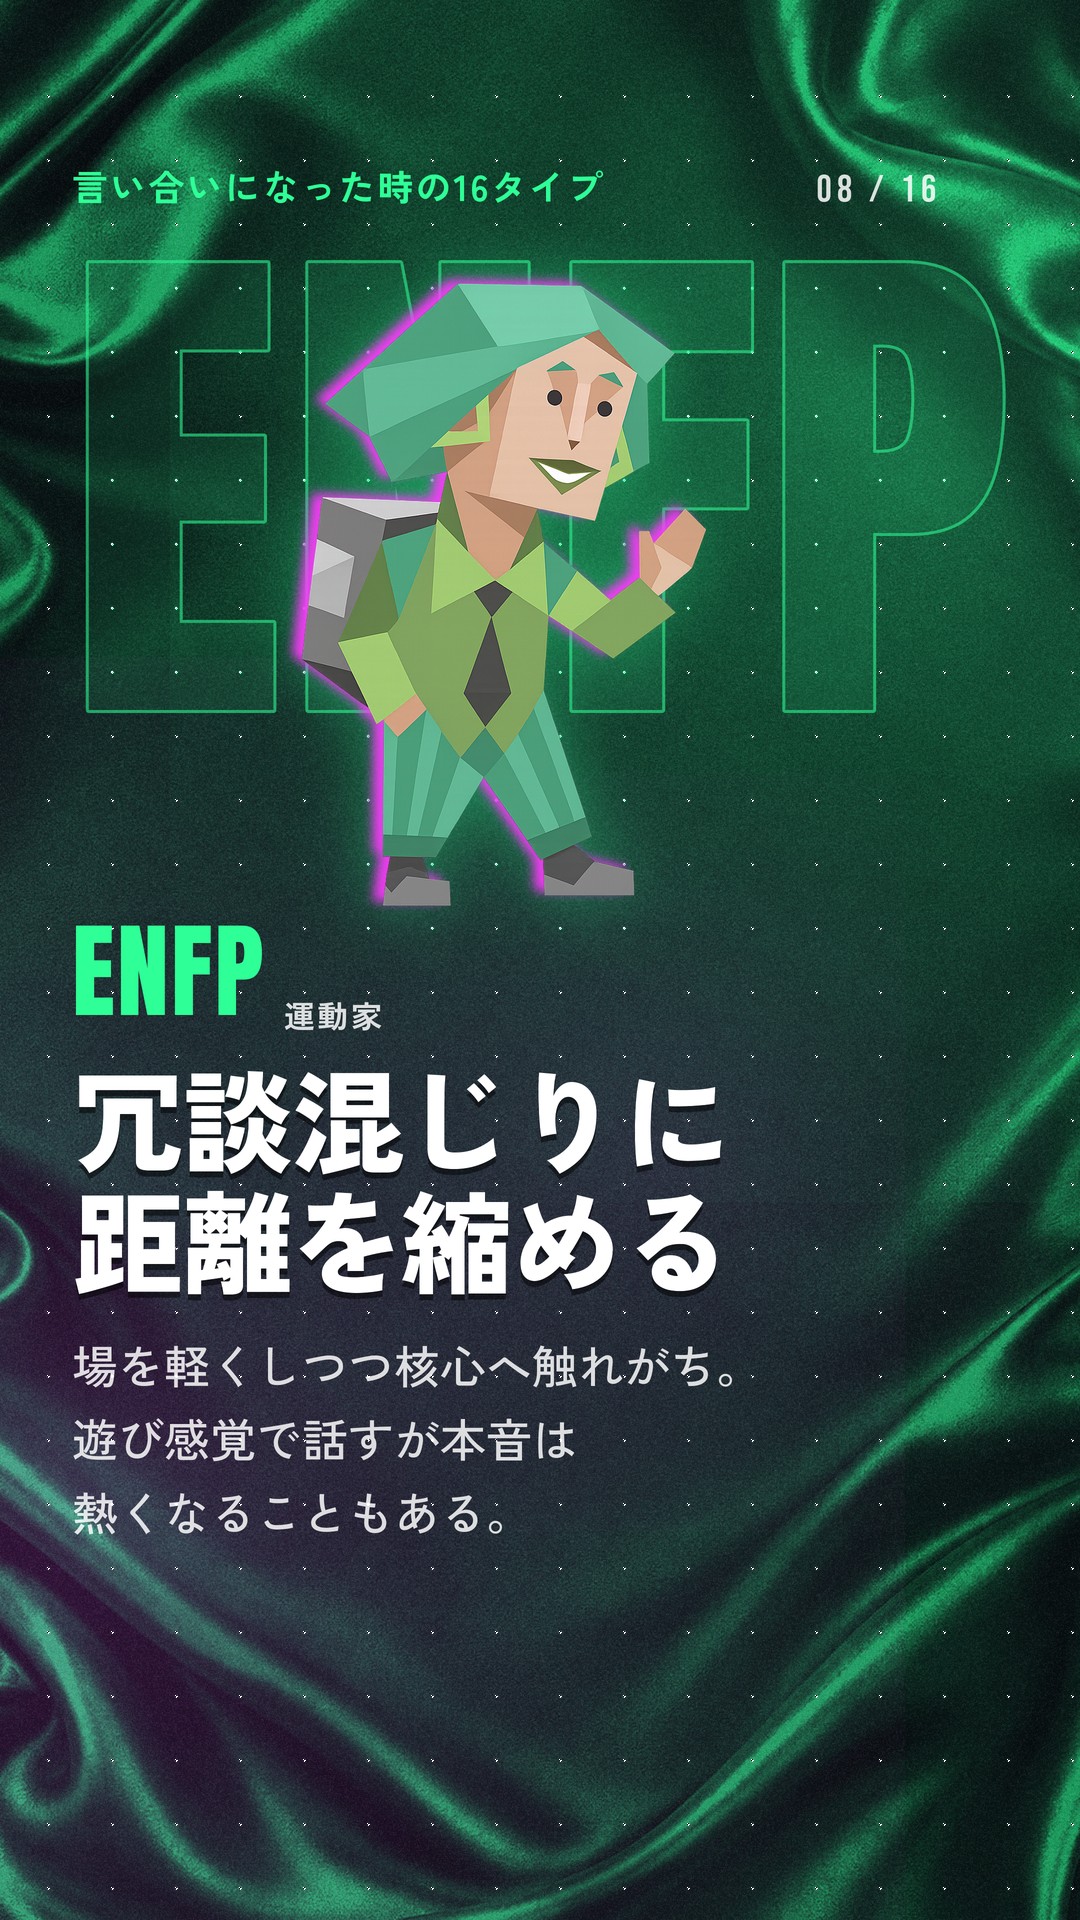 言い合いになった時の16タイプ
08 / 16
ENFP
ENFP
運動家
冗談混じりに
距離を縮める
場を軽くしつつ核心へ触れがち。
遊び感覚で話すが本音は
熱くなることもある。